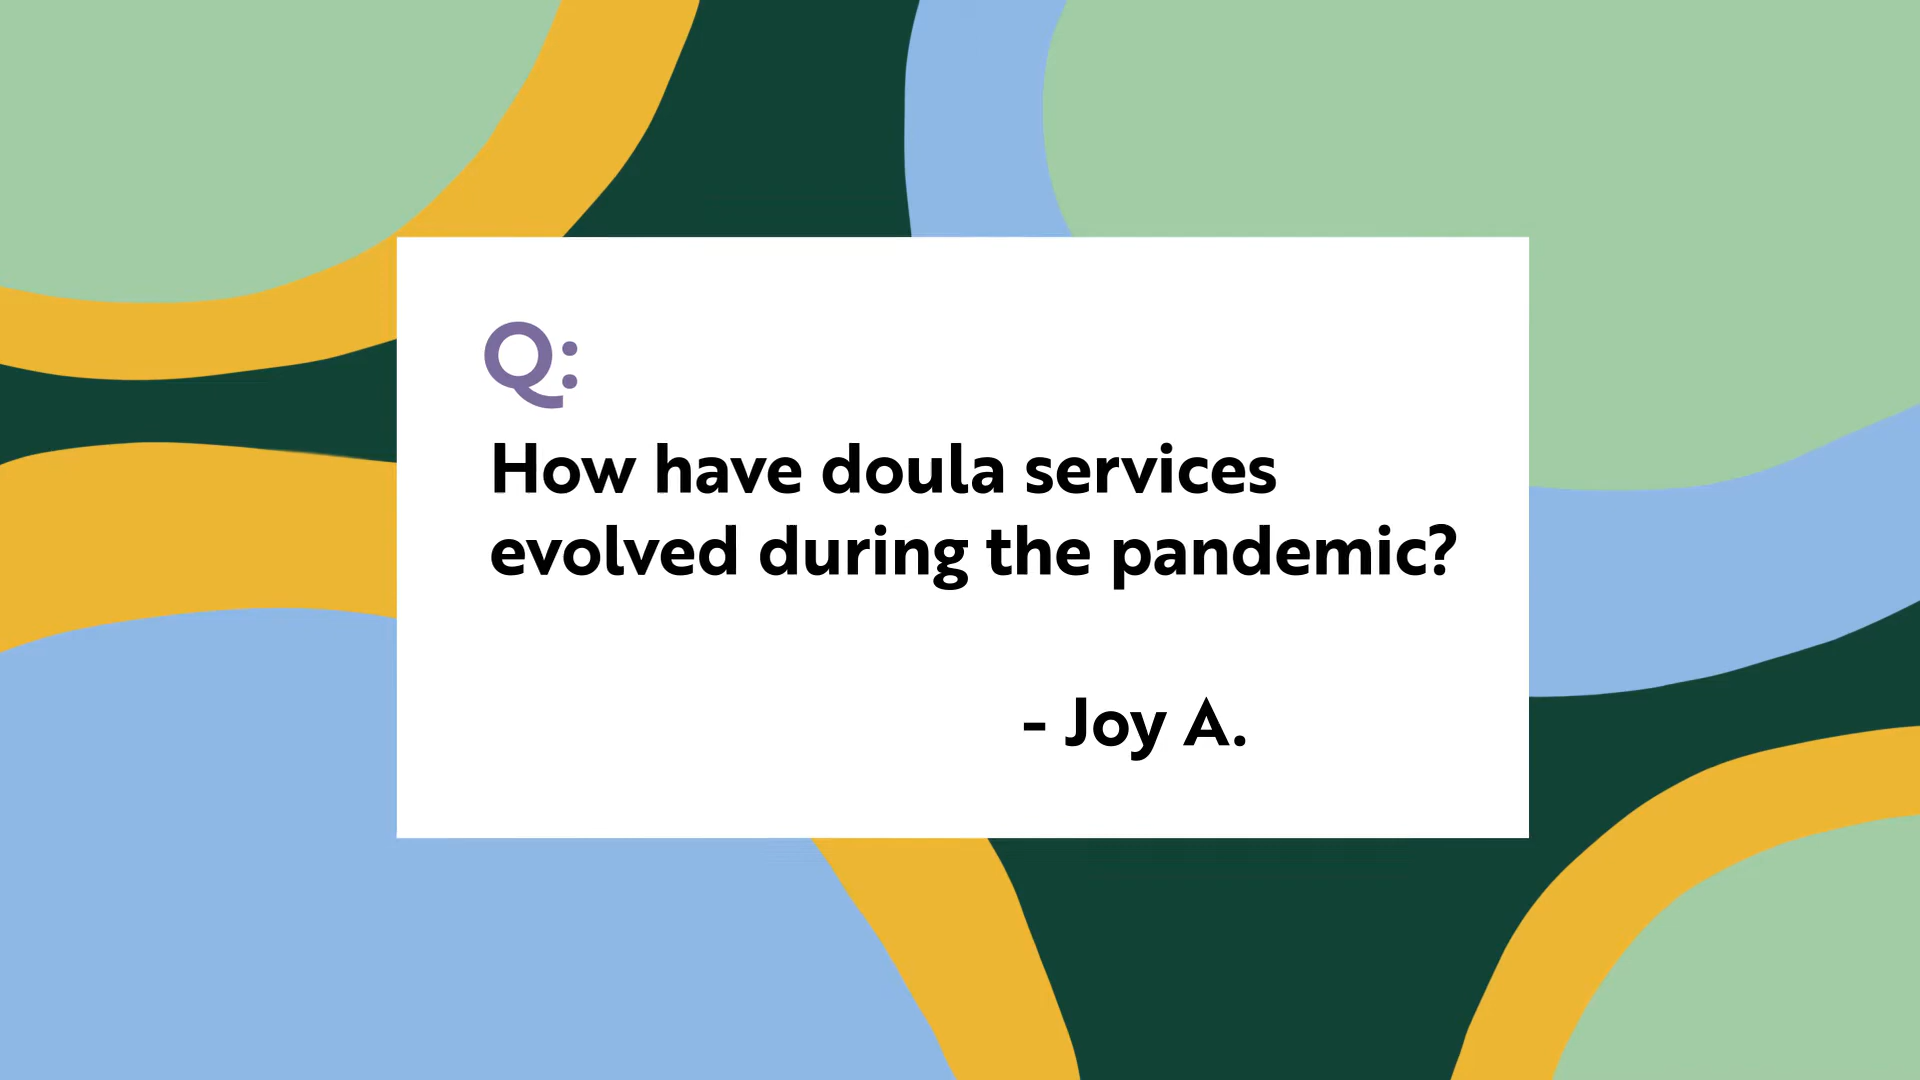 Q:
How have doula services
evolved during the pandemic?
- Joy A.